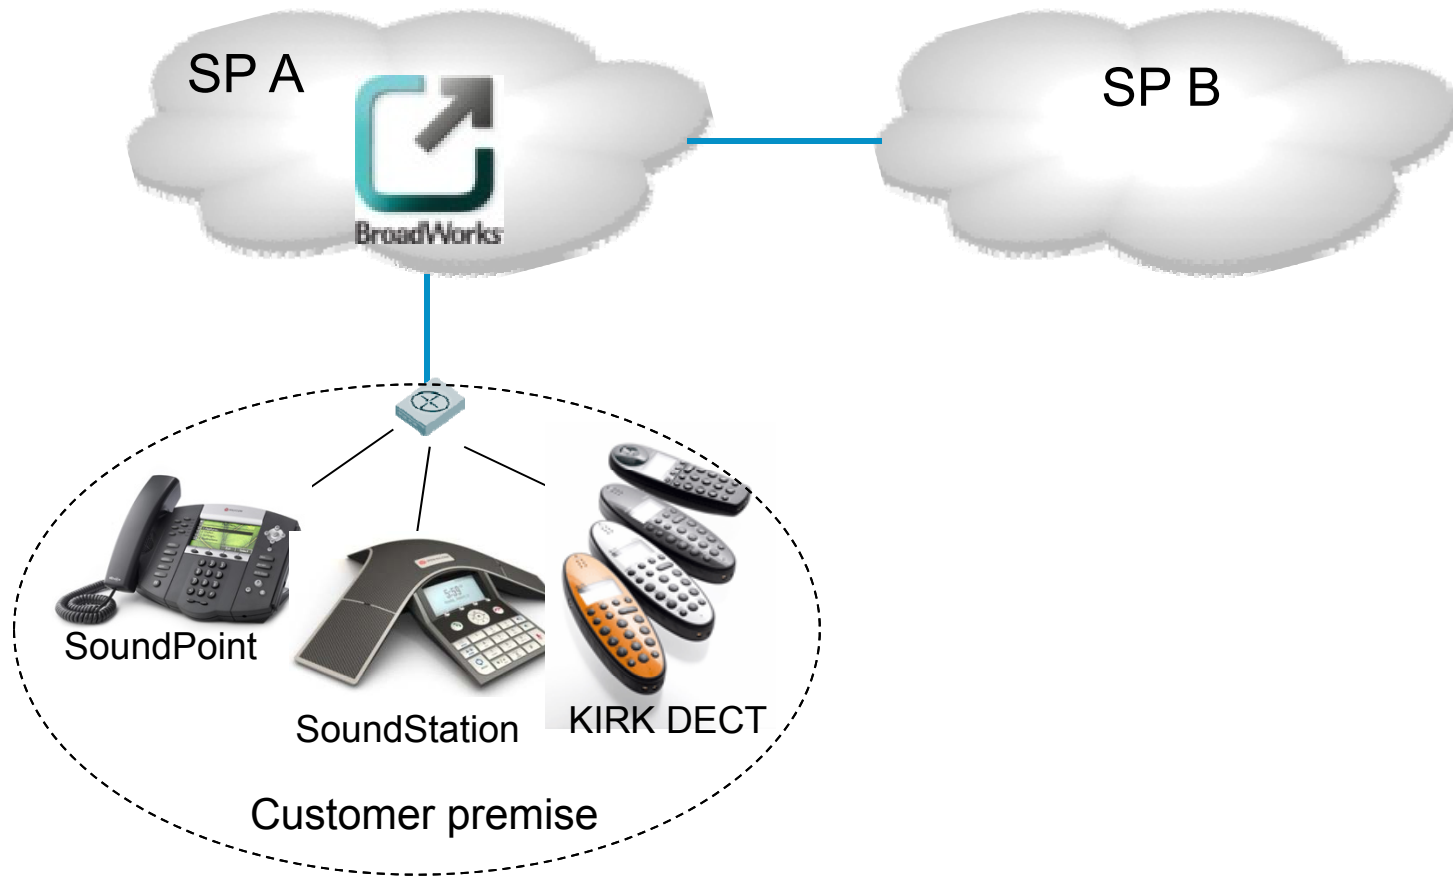 SP A
SP B
BroadWorks
SoundPoint
SoundStation
KIRK DECT
Customer premise